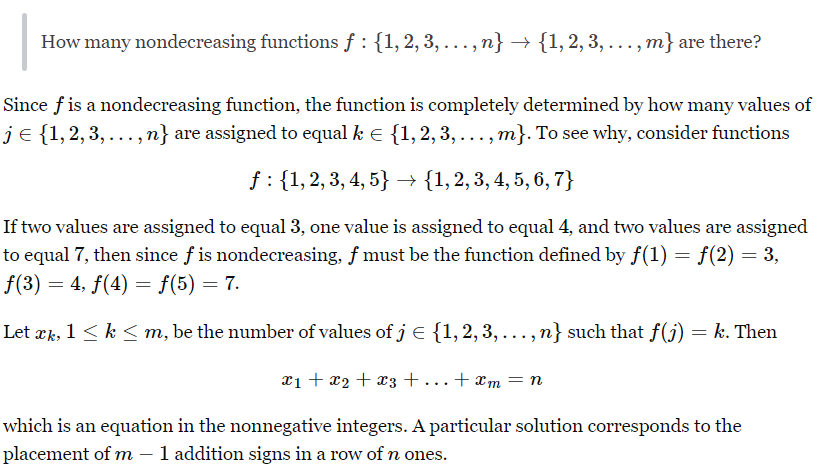 How many nondecreasing functions f : {1, 2, 3, . . . , n} → {1, 2, 3, . . . , m} are there?
Since f is a nondecreasing function, the function is completely determined by how many values of
j ∈ {1, 2, 3, . . . , n} are assigned to equal k ∈ {1, 2, 3, . . . , m}. To see why, consider functions
f : {1, 2, 3, 4, 5} → {1, 2, 3, 4, 5, 6, 7}
If two values are assigned to equal 3, one value is assigned to equal 4, and two values are assigned
to equal 7, then since f is nondecreasing, f must be the function defined by f(1) = f(2) = 3,
f(3) = 4, f(4) = f(5) = 7.
Let xₖ, 1 ≤ k ≤ m, be the number of values of j ∈ {1, 2, 3, . . . , n} such that f(j) = k. Then
x₁ + x₂ + x₃ + . . . + xₘ = n
which is an equation in the nonnegative integers. A particular solution corresponds to the
placement of m − 1 addition signs in a row of n ones.